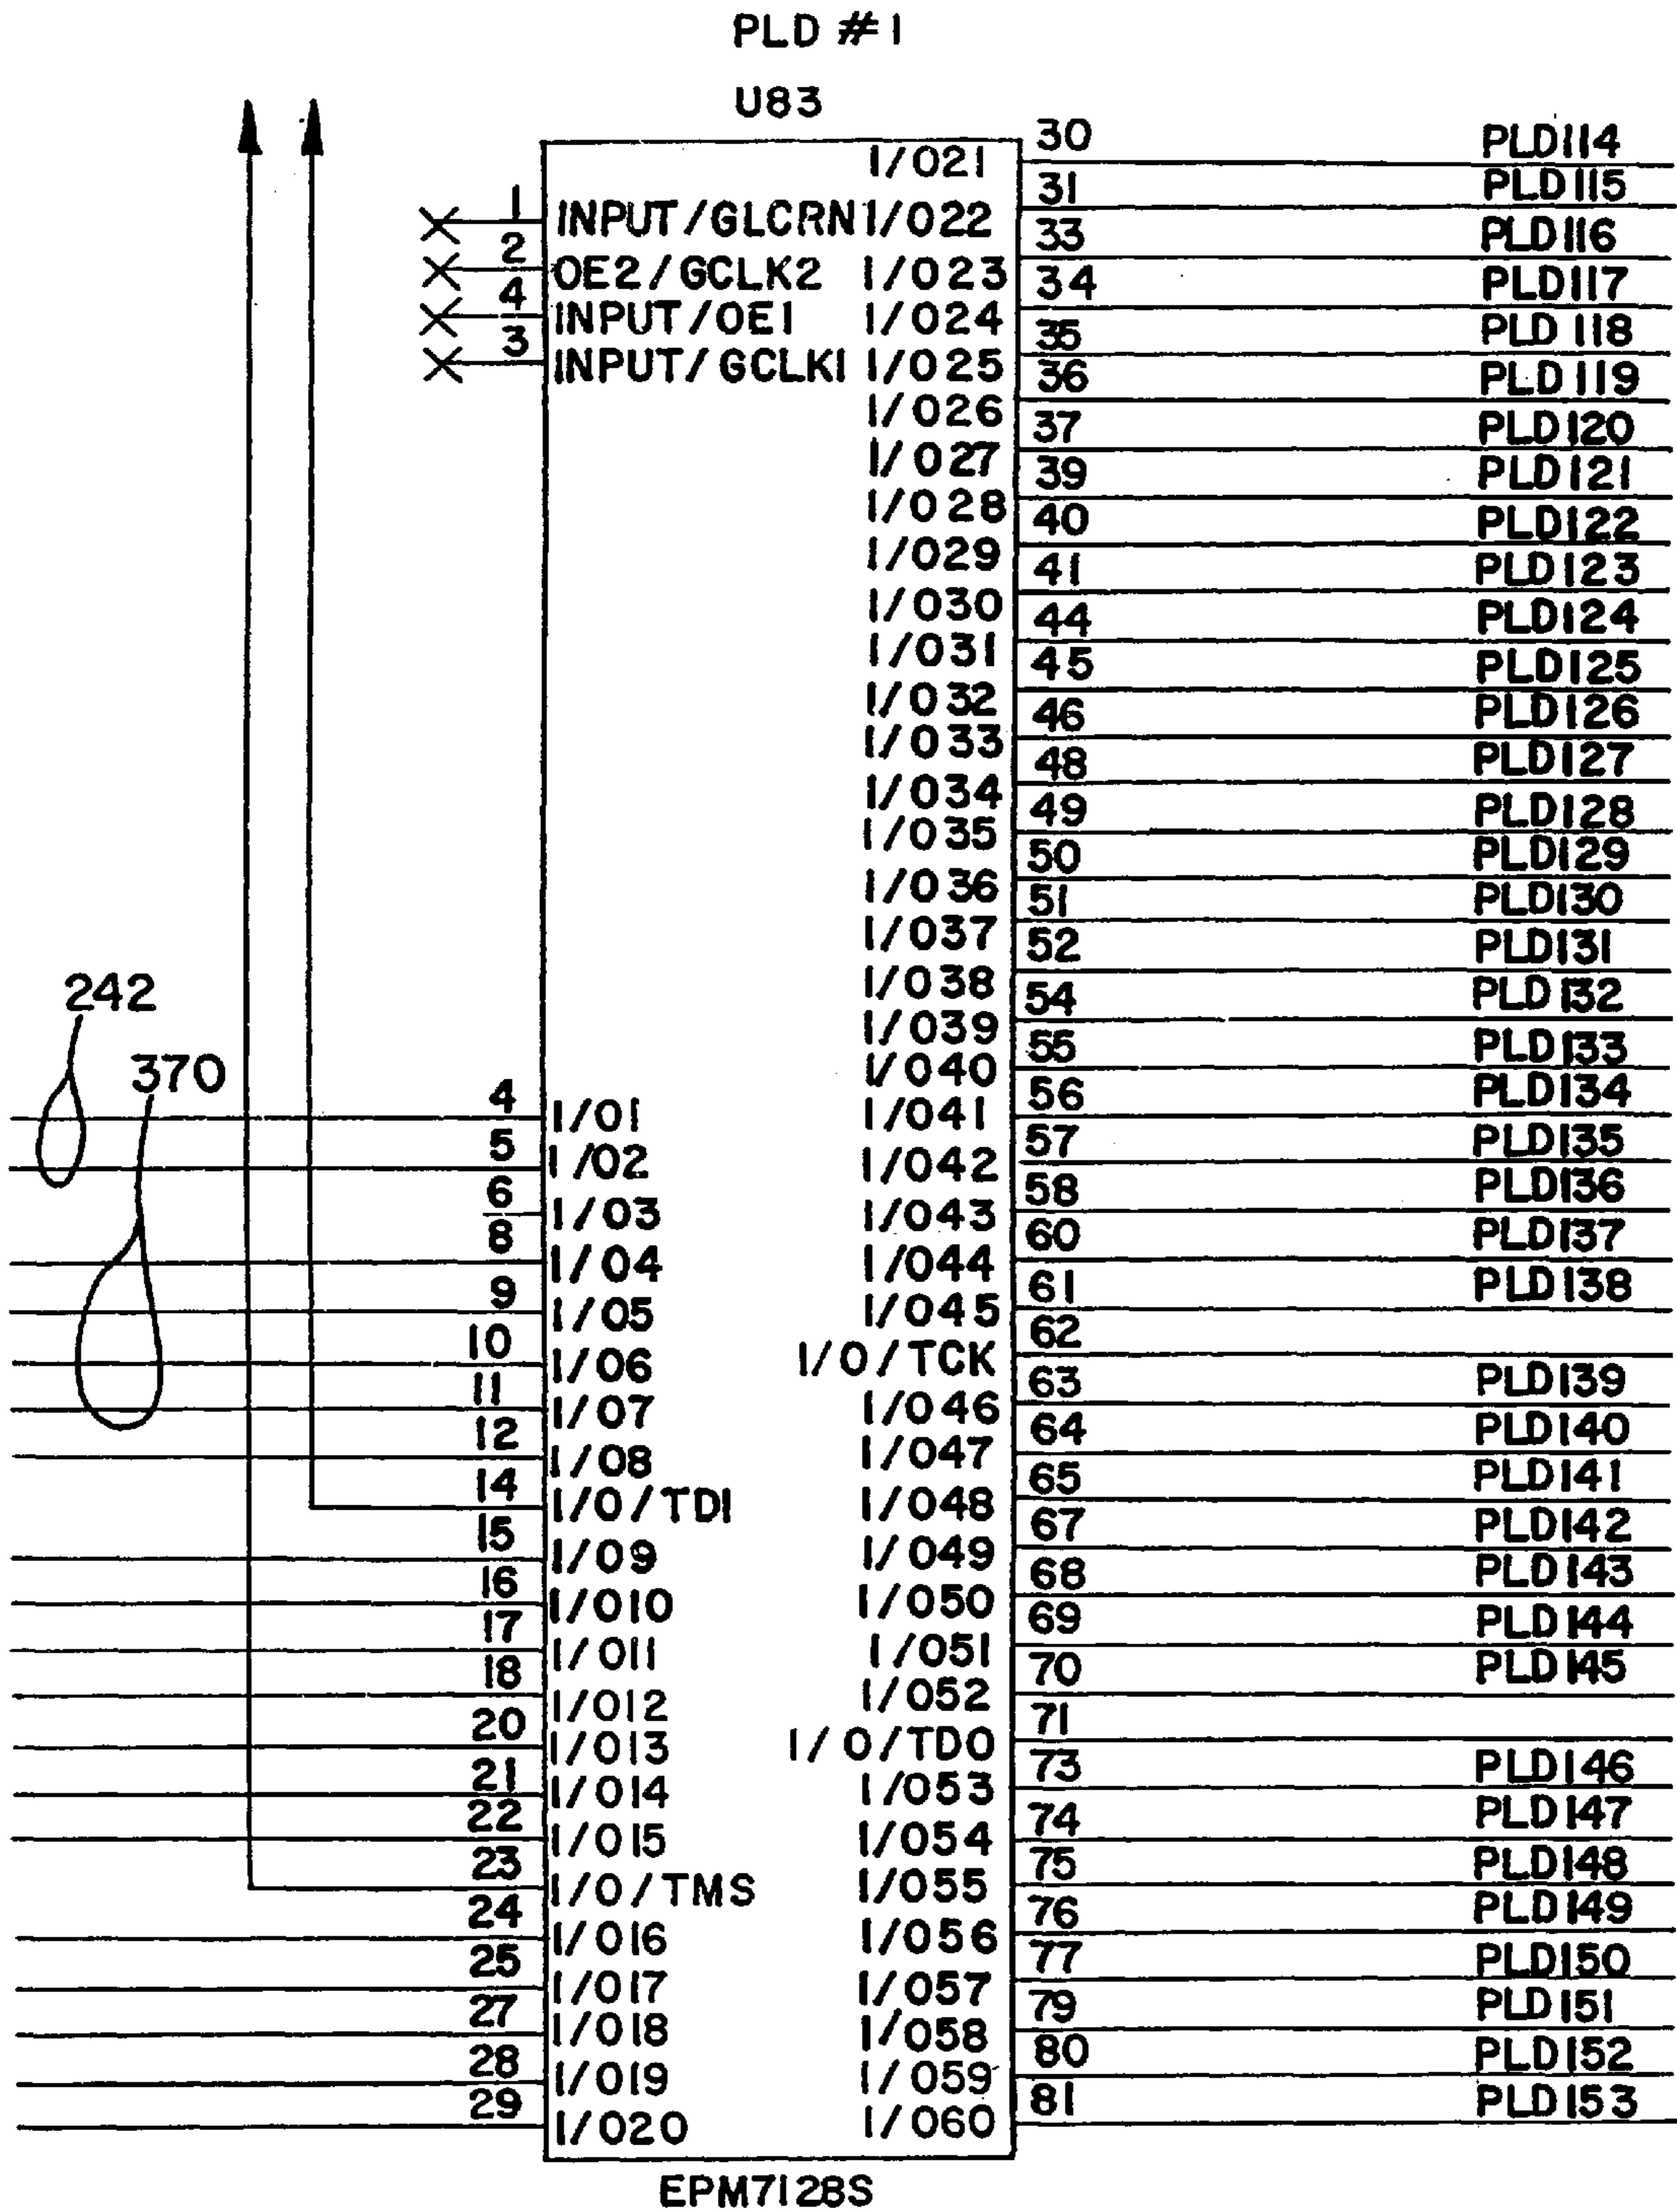 PLD #1
U83
I/O21 30 PLD114
1 INPUT/GLCRN I/O22 31 PLD115
2 OE2/GCLK2 I/O23 33 PLD116
4 INPUT/OE1 I/O24 34 PLD117
3 INPUT/GCLK1 I/O25 35 PLD118
I/O26 36 PLD119
I/O27 37 PLD120
I/O28 39 PLD121
I/O29 40 PLD122
I/O30 41 PLD123
I/O31 44 PLD124
I/O32 45 PLD125
I/O33 46 PLD126
I/O34 48 PLD127
I/O35 49 PLD128
I/O36 50 PLD129
I/O37 51 PLD130
I/O38 52 PLD131
242
I/O39 54 PLD132
370
I/O40 55 PLD133
4 I/O1 I/O41 56 PLD134
5 I/O2 I/O42 57 PLD135
6 I/O3 I/O43 58 PLD136
8 I/O4 I/O44 60 PLD137
9 I/O5 I/O45 61 PLD138
10 I/O6 I/O/TCK 62
11 I/O7 I/O46 63 PLD139
12 I/O8 I/O47 64 PLD140
14 I/O/TDI I/O48 65 PLD141
15 I/O9 I/O49 67 PLD142
16 I/O10 I/O50 68 PLD143
17 I/O11 I/O51 69 PLD144
18 I/O12 I/O52 70 PLD145
20 I/O13 I/O/TDO 71
21 I/O14 I/O53 73 PLD146
22 I/O15 I/O54 74 PLD147
23 I/O/TMS I/O55 75 PLD148
24 I/O16 I/O56 76 PLD149
25 I/O17 I/O57 77 PLD150
27 I/O18 I/O58 79 PLD151
28 I/O19 I/O59 80 PLD152
29 I/O20 I/O60 81 PLD153
EPM7128S